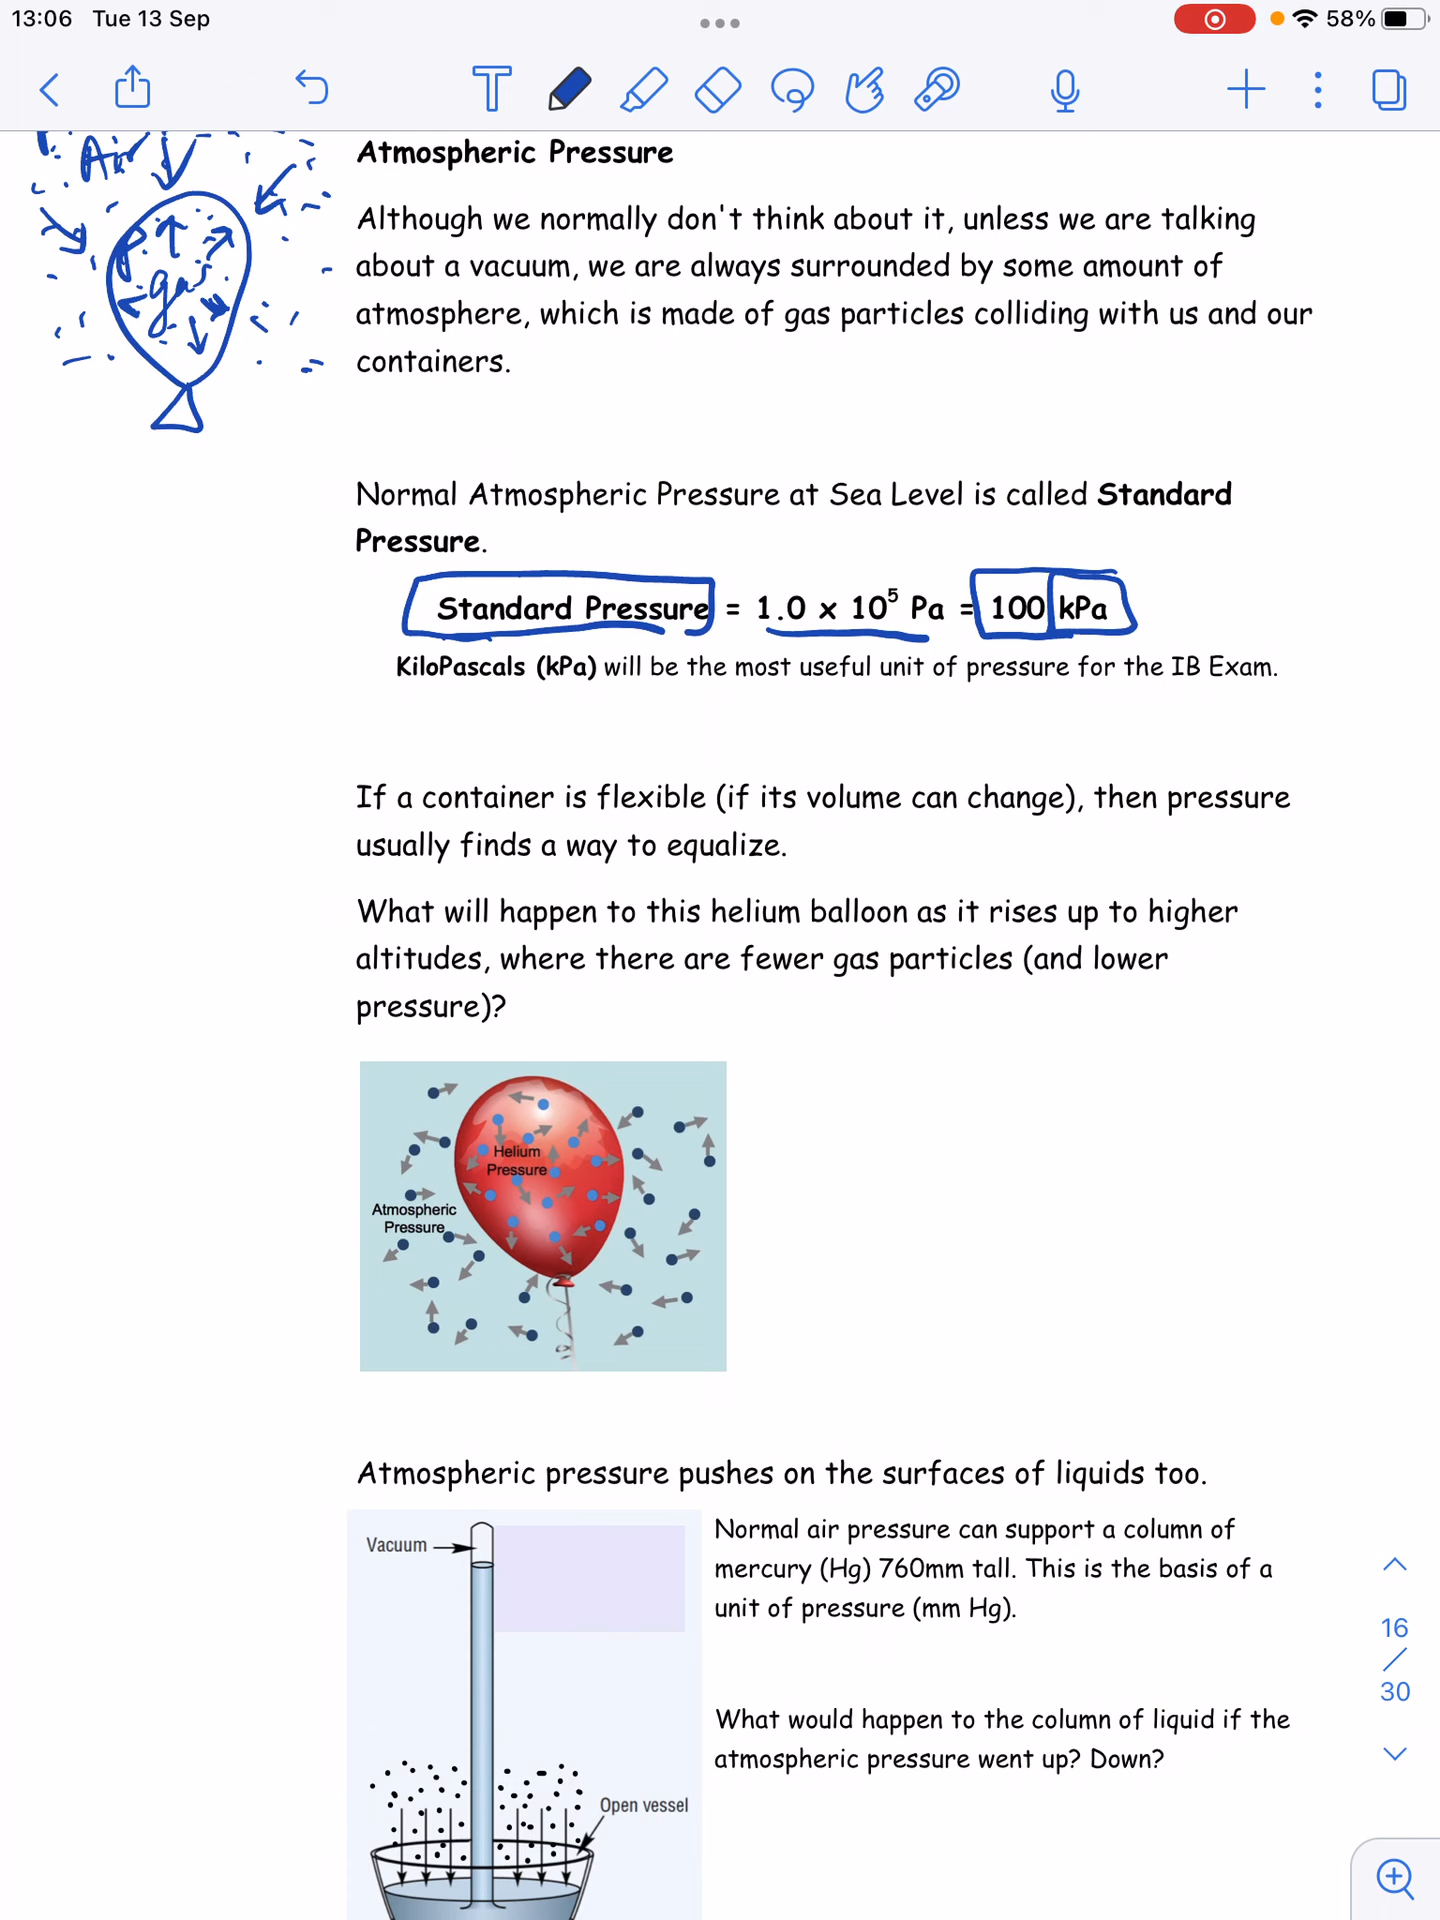 13:06 Tue 13 Sep
58%
Air
gas
Atmospheric Pressure
Although we normally don't think about it, unless we are talking
about a vacuum, we are always surrounded by some amount of
atmosphere, which is made of gas particles colliding with us and our
containers.
Normal Atmospheric Pressure at Sea Level is called Standard
Pressure.
Standard Pressure = 1.0 x 10⁵ Pa = 100 kPa
KiloPascals (kPa) will be the most useful unit of pressure for the IB Exam.
If a container is flexible (if its volume can change), then pressure
usually finds a way to equalize.
What will happen to this helium balloon as it rises up to higher
altitudes, where there are fewer gas particles (and lower
pressure)?
Helium
Pressure
Atmospheric
Pressure
Atmospheric pressure pushes on the surfaces of liquids too.
Vacuum
Normal air pressure can support a column of
mercury (Hg) 760mm tall. This is the basis of a
unit of pressure (mm Hg).
What would happen to the column of liquid if the
atmospheric pressure went up? Down?
Open vessel
16
/
30